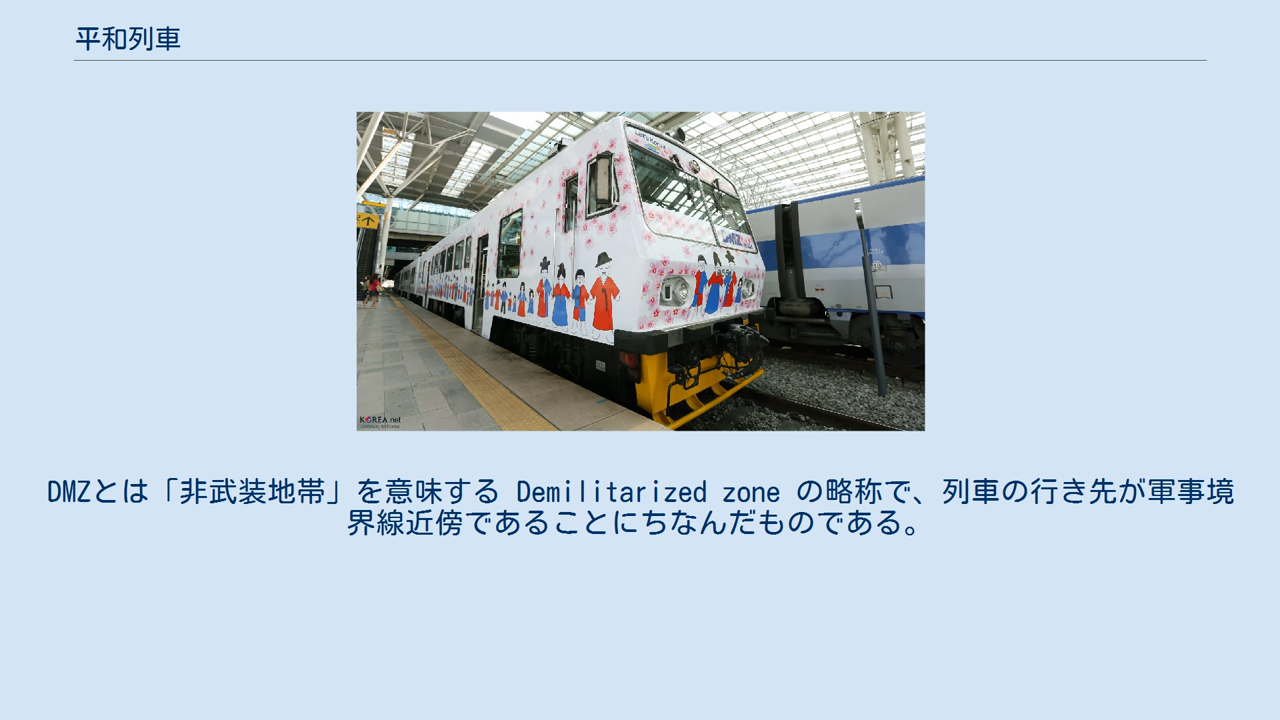 平和列車
KOREA.net
DMZとは「非武装地帯」を意味する Demilitarized zone の略称で、列車の行き先が軍事境
界線近傍であることにちなんだものである。